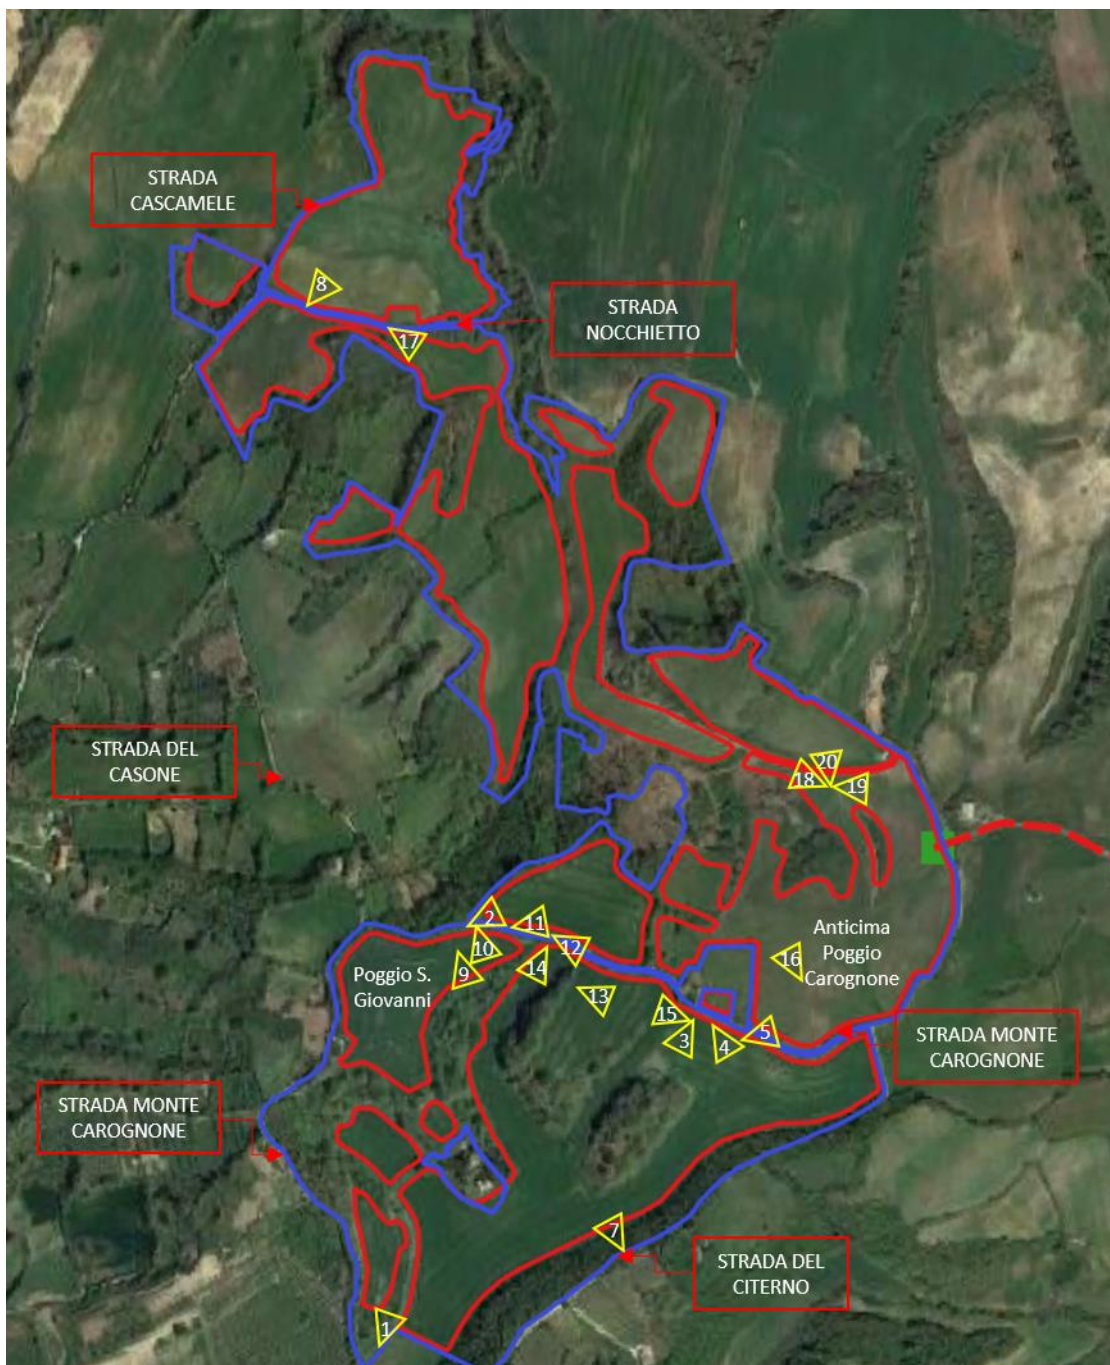 STRADA
CASCAMELE
8
STRADA
NOCCHIETTO
17
STRADA DEL
CASONE
20
18
19
2
11
12
10
9
14
Poggio S.
Giovanni
13
Anticima
Poggio
Carognone
16
15
3
4
5
STRADA MONTE
CAROGNONE
STRADA MONTE
CAROGNONE
7
STRADA DEL
CITERNO
1